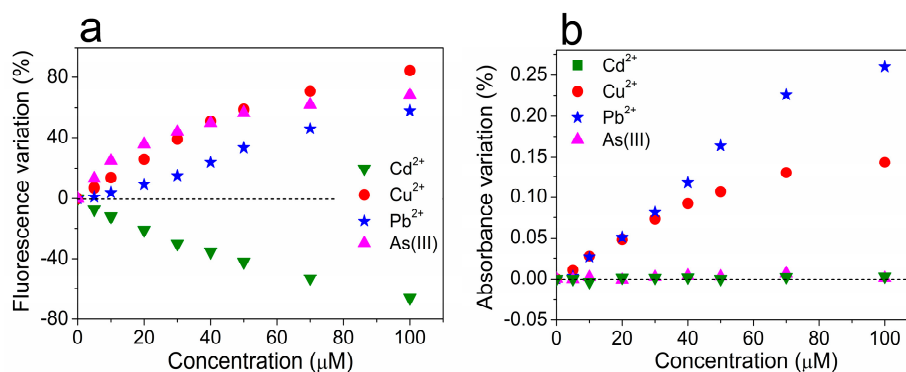 a
Fluorescence variation (%)
80
40
0
-40
-80
0 20 40 60 80 100
Concentration (μM)
Cd²⁺
Cu²⁺
Pb²⁺
As(III)
b
Absorbance variation (%)
0.25
0.20
0.15
0.10
0.05
0.00
-0.05
0 20 40 60 80 100
Concentration (μM)
Cd²⁺
Cu²⁺
Pb²⁺
As(III)